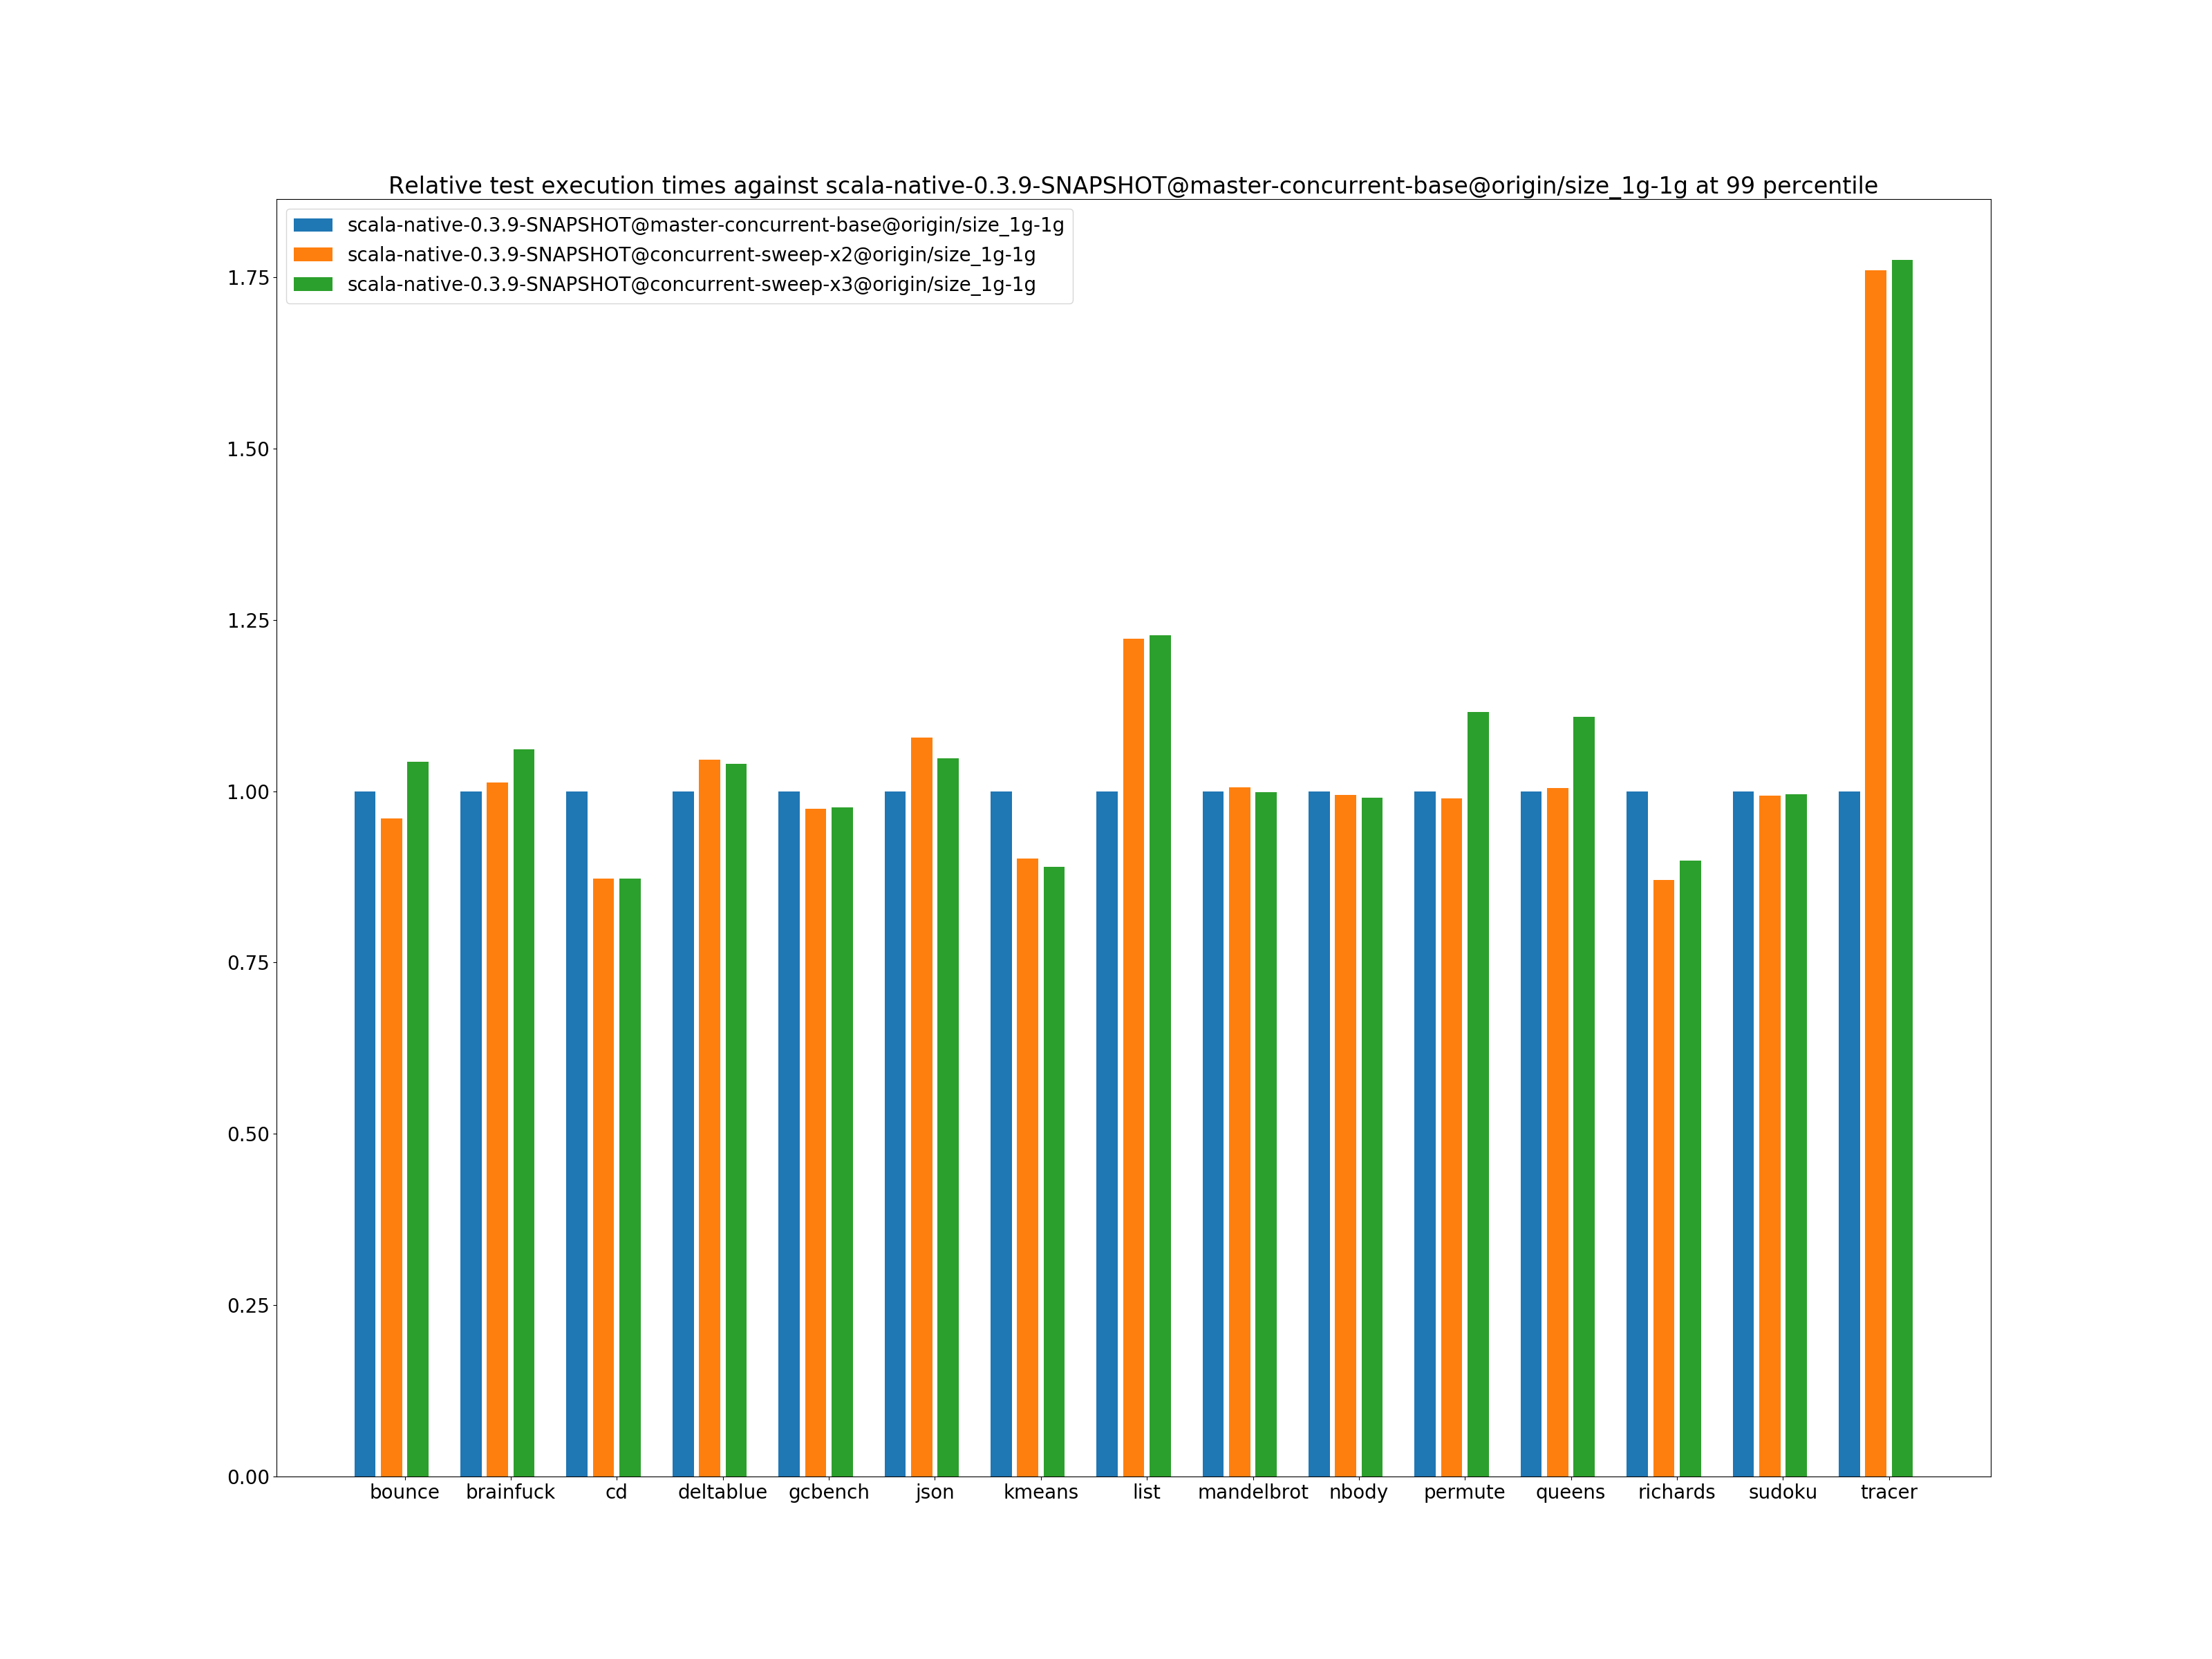 Relative test execution times against scala-native-0.3.9-SNAPSHOT@master-concurrent-base@origin/size_1g-1g at 99 percentile
scala-native-0.3.9-SNAPSHOT@master-concurrent-base@origin/size_1g-1g
scala-native-0.3.9-SNAPSHOT@concurrent-sweep-x2@origin/size_1g-1g
scala-native-0.3.9-SNAPSHOT@concurrent-sweep-x3@origin/size_1g-1g
1.75
1.50
1.25
1.00
0.75
0.50
0.25
0.00
bounce brainfuck cd deltablue gcbench json kmeans list mandelbrot nbody permute queens richards sudoku tracer